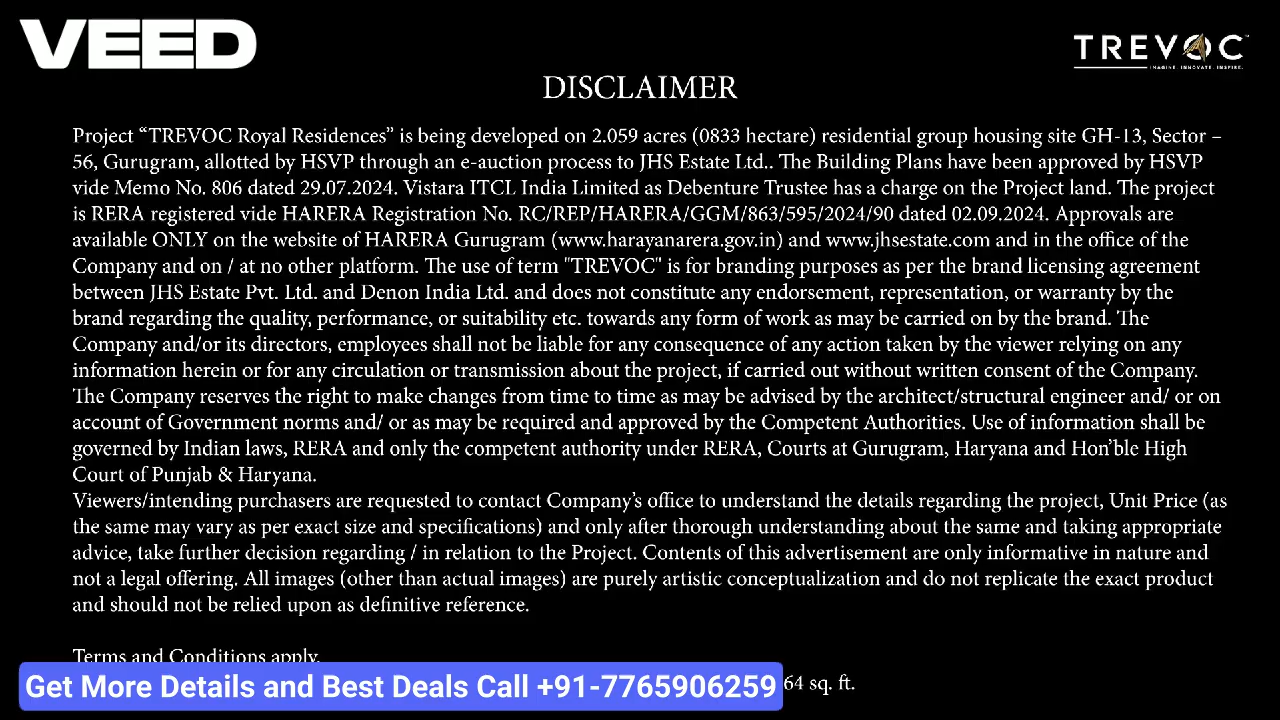 VEED
TREVOC™
IMAGINE. INNOVATE. INSPIRE.
DISCLAIMER
Project “TREVOC Royal Residences” is being developed on 2.059 acres (0833 hectare) residential group housing site GH-13, Sector –
56, Gurugram, allotted by HSVP through an e-auction process to JHS Estate Ltd.. The Building Plans have been approved by HSVP
vide Memo No. 806 dated 29.07.2024. Vistara ITCL India Limited as Debenture Trustee has a charge on the Project land. The project
is RERA registered vide HARERA Registration No. RC/REP/HARERA/GGM/863/595/2024/90 dated 02.09.2024. Approvals are
available ONLY on the website of HARERA Gurugram (www.harayanarera.gov.in) and www.jhsestate.com and in the office of the
Company and on / at no other platform. The use of term "TREVOC" is for branding purposes as per the brand licensing agreement
between JHS Estate Pvt. Ltd. and Denon India Ltd. and does not constitute any endorsement, representation, or warranty by the
brand regarding the quality, performance, or suitability etc. towards any form of work as may be carried on by the brand. The
Company and/or its directors, employees shall not be liable for any consequence of any action taken by the viewer relying on any
information herein or for any circulation or transmission about the project, if carried out without written consent of the Company.
The Company reserves the right to make changes from time to time as may be advised by the architect/structural engineer and/ or on
account of Government norms and/ or as may be required and approved by the Competent Authorities. Use of information shall be
governed by Indian laws, RERA and only the competent authority under RERA, Courts at Gurugram, Haryana and Hon’ble High
Court of Punjab & Haryana.
Viewers/intending purchasers are requested to contact Company’s office to understand the details regarding the project, Unit Price (as
the same may vary as per exact size and specifications) and only after thorough understanding about the same and taking appropriate
advice, take further decision regarding / in relation to the Project. Contents of this advertisement are only informative in nature and
not a legal offering. All images (other than actual images) are purely artistic conceptualization and do not replicate the exact product
and should not be relied upon as definitive reference.
Terms and Conditions apply.
Get More Details and Best Deals Call +91-7765906259
64 sq. ft.